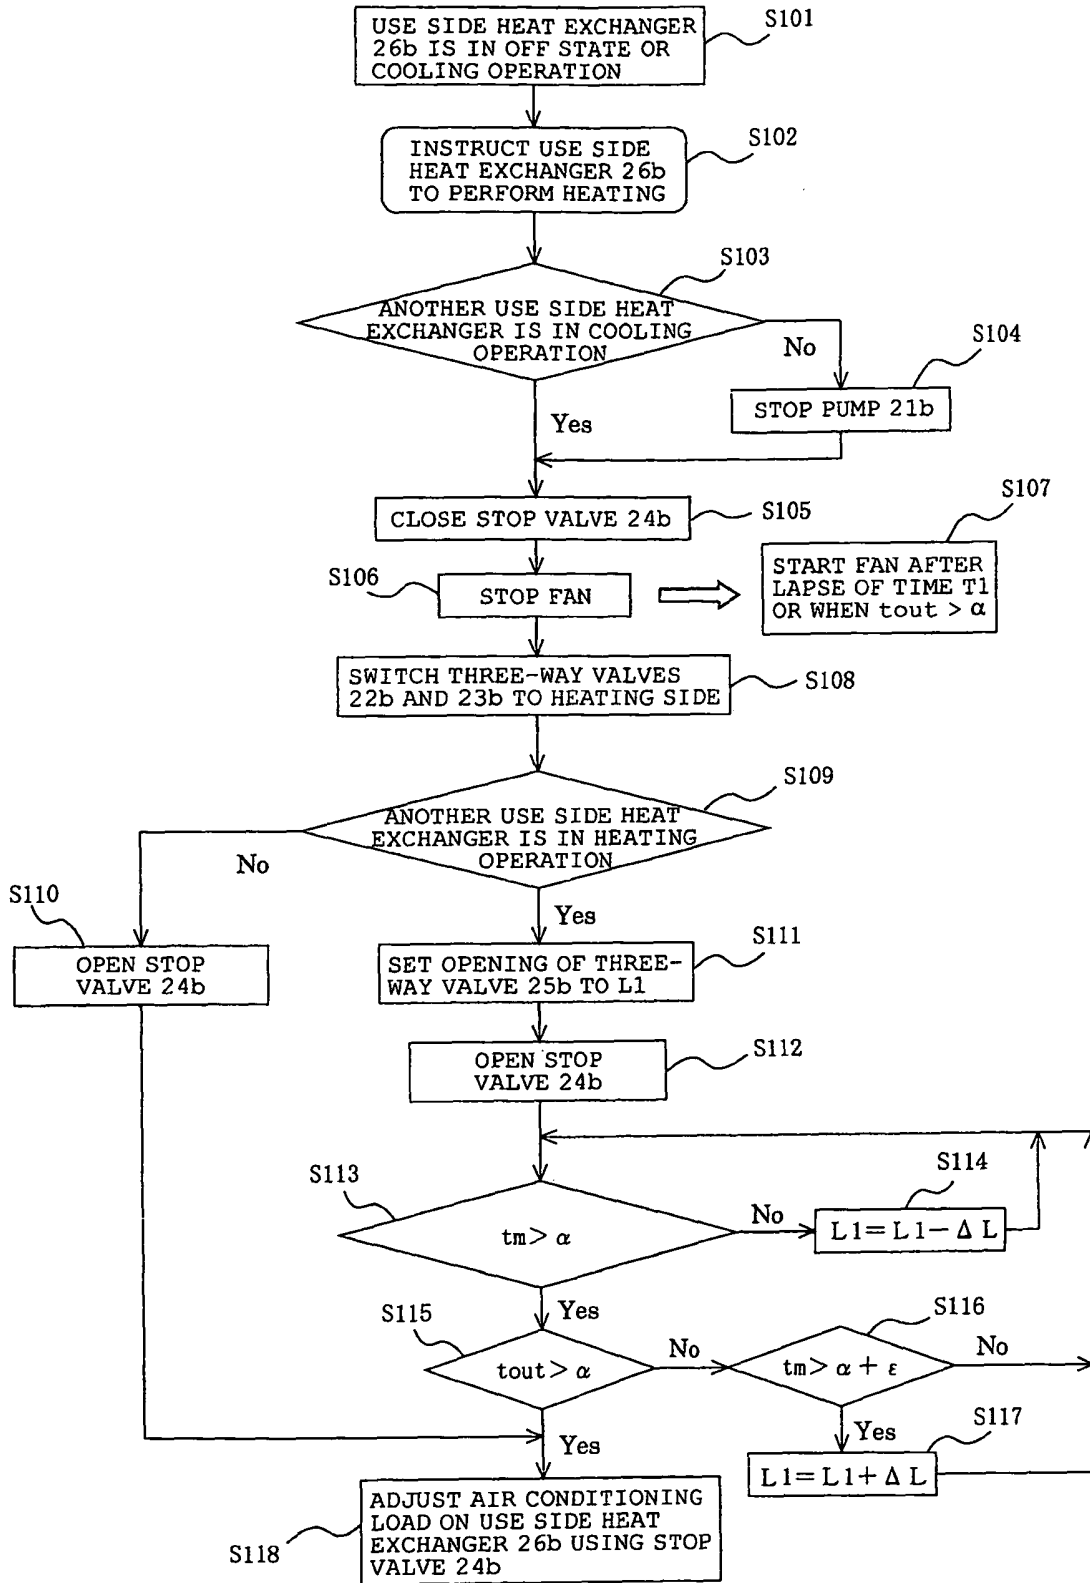 USE SIDE HEAT EXCHANGER
26b IS IN OFF STATE OR
COOLING OPERATION
S101
INSTRUCT USE SIDE
HEAT EXCHANGER 26b
TO PERFORM HEATING
S102
S103
ANOTHER USE SIDE HEAT
EXCHANGER IS IN COOLING
OPERATION
No
S104
STOP PUMP 21b
Yes
CLOSE STOP VALVE 24b
S105
S106
STOP FAN
S107
START FAN AFTER
LAPSE OF TIME T1
OR WHEN tout > α
SWITCH THREE-WAY VALVES
22b AND 23b TO HEATING SIDE
S108
S109
ANOTHER USE SIDE HEAT
EXCHANGER IS IN HEATING
OPERATION
No
Yes
S110
OPEN STOP
VALVE 24b
S111
SET OPENING OF THREE-
WAY VALVE 25b TO L1
S112
OPEN STOP
VALVE 24b
S113
tm > α
No
S114
L1=L1-ΔL
Yes
S115
tout > α
No
S116
tm > α + ε
No
Yes
S117
L1=L1+ΔL
Yes
ADJUST AIR CONDITIONING
LOAD ON USE SIDE HEAT
EXCHANGER 26b USING STOP
VALVE 24b
S118